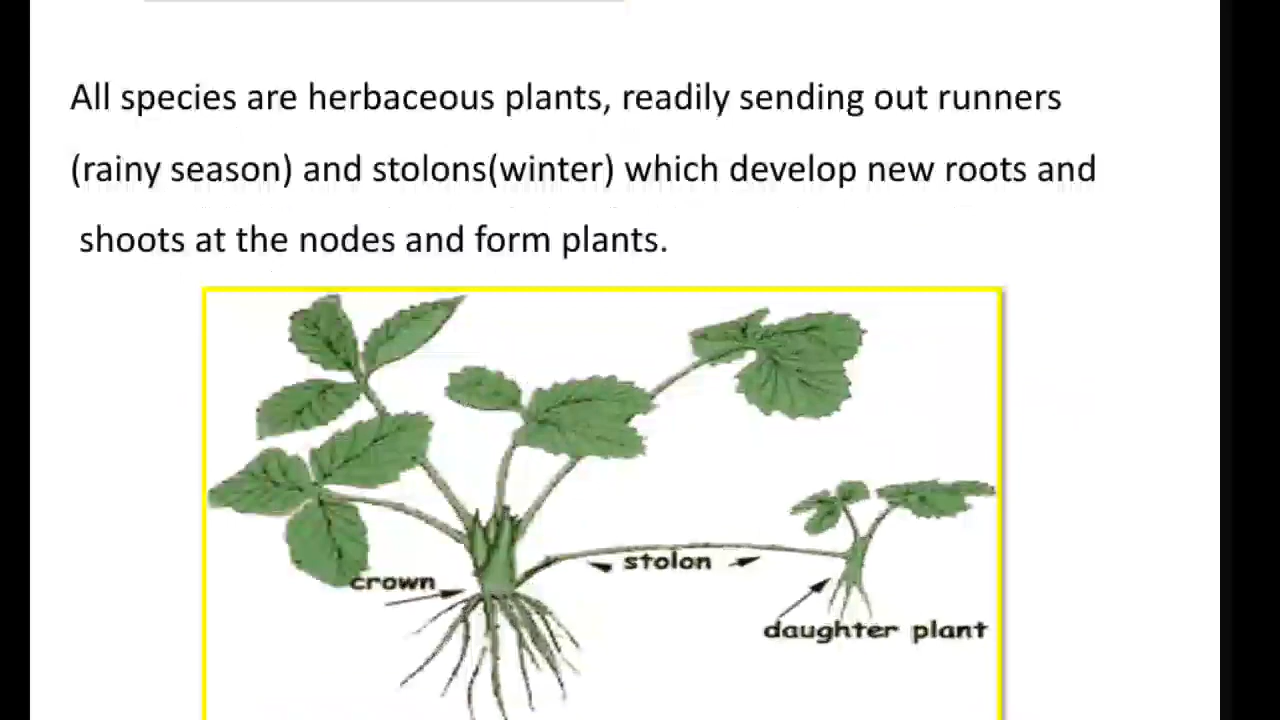 All species are herbaceous plants, readily sending out runners
(rainy season) and stolons(winter) which develop new roots and
shoots at the nodes and form plants.
crown
stolon
daughter plant